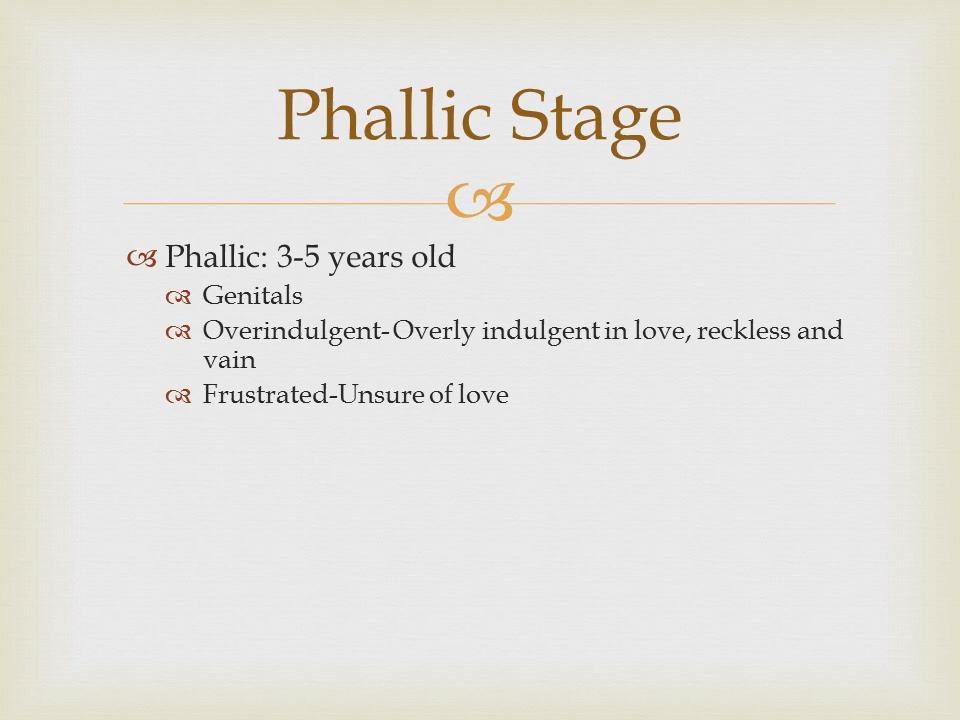 Phallic Stage
Phallic: 3-5 years old
Genitals
Overindulgent- Overly indulgent in love, reckless and
vain
Frustrated-Unsure of love